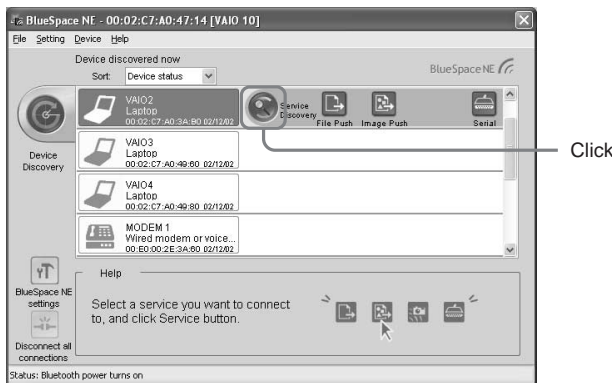 BlueSpace NE - 00:02:C7:A0:47:14 [VAIO 10]
File Setting Device Help
Device discovered now
Sort: Device status
BlueSpace NE
VAIO2
Laptop
00:02:C7:A0:3A:B0 02/12/02
Service
Discovery
File Push
Image Push
Serial
Click
Device
Discovery
VAIO3
Laptop
00:02:C7:A0:49:60 02/12/02
VAIO4
Laptop
00:02:C7:A0:49:80 02/12/02
MODEM 1
Wired modem or voice...
00:E0:00:2E:3A:60 02/12/02
BlueSpace NE
settings
Help
Select a service you want to connect
to, and click Service button.
Disconnect all
connections
Status: Bluetooth power turns on